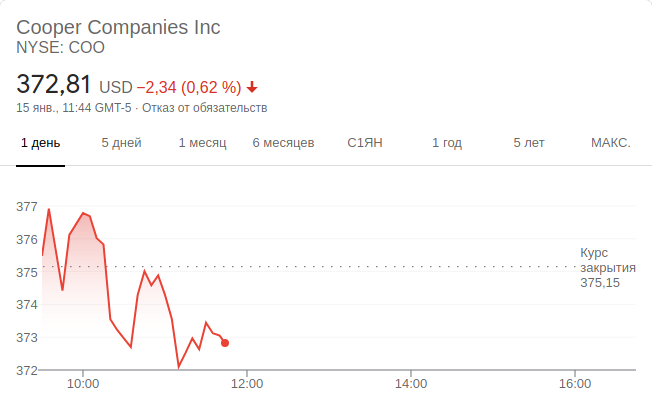 Cooper Companies Inc
NYSE: COO
372,81 USD −2,34 (0,62 %)
15 янв., 11:44 GMT-5 · Отказ от обязательств
1 день 5 дней 1 месяц 6 месяцев С1ЯН 1 год 5 лет МАКС.
377
376
375
374
373
372
Курс
закрытия
375,15
10:00 12:00 14:00 16:00